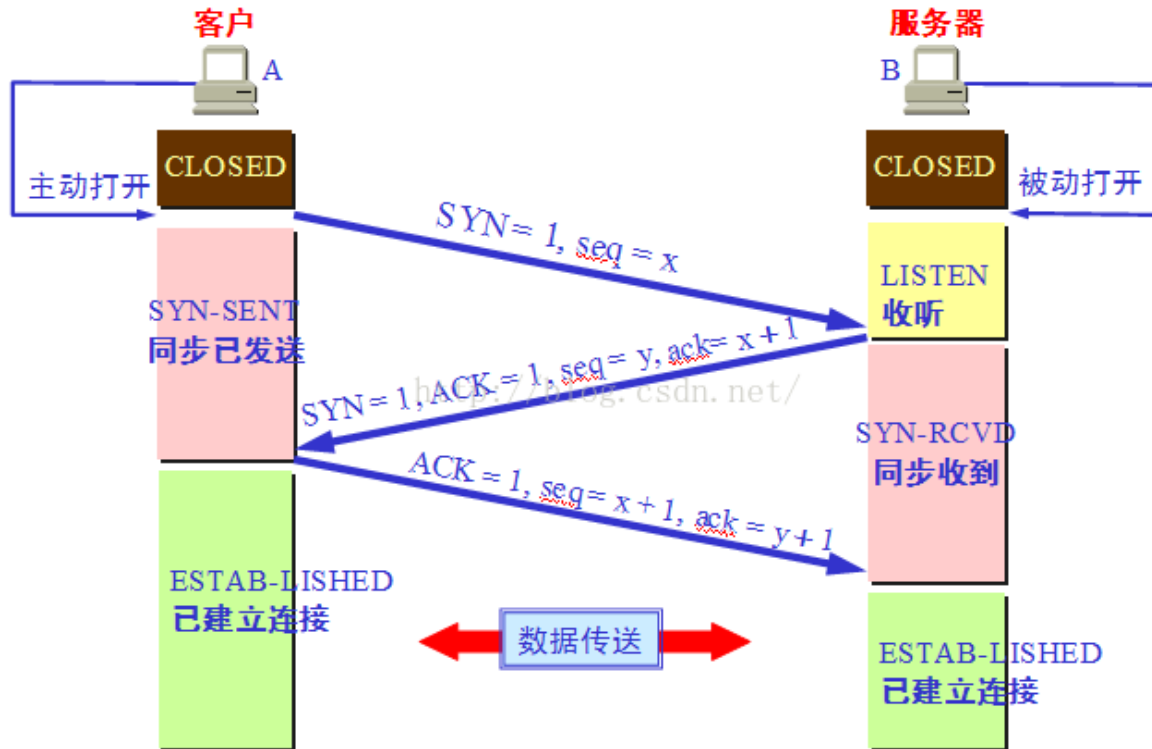 客户
服务器
A
B
CLOSED
CLOSED
主动打开
被动打开
SYN = 1, seq = x
LISTEN
收听
SYN-SENT
同步已发送
SYN = 1, ACK = 1, seq = y, ack= x + 1
http://blog.csdn.net/
SYN-RCVD
同步收到
ACK = 1, seq = x + 1, ack = y + 1
ESTAB-LISHED
已建立连接
数据传送
ESTAB-LISHED
已建立连接